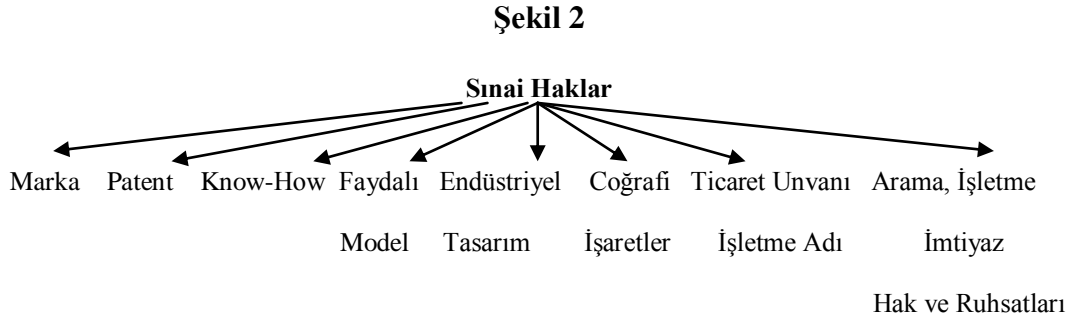 Şekil 2
Sınai Haklar
Marka Patent Know-How Faydalı Endüstriyel Coğrafi Ticaret Unvanı Arama, İşletme
Model Tasarım İşaretler İşletme Adı İmtiyaz
Hak ve Ruhsatları